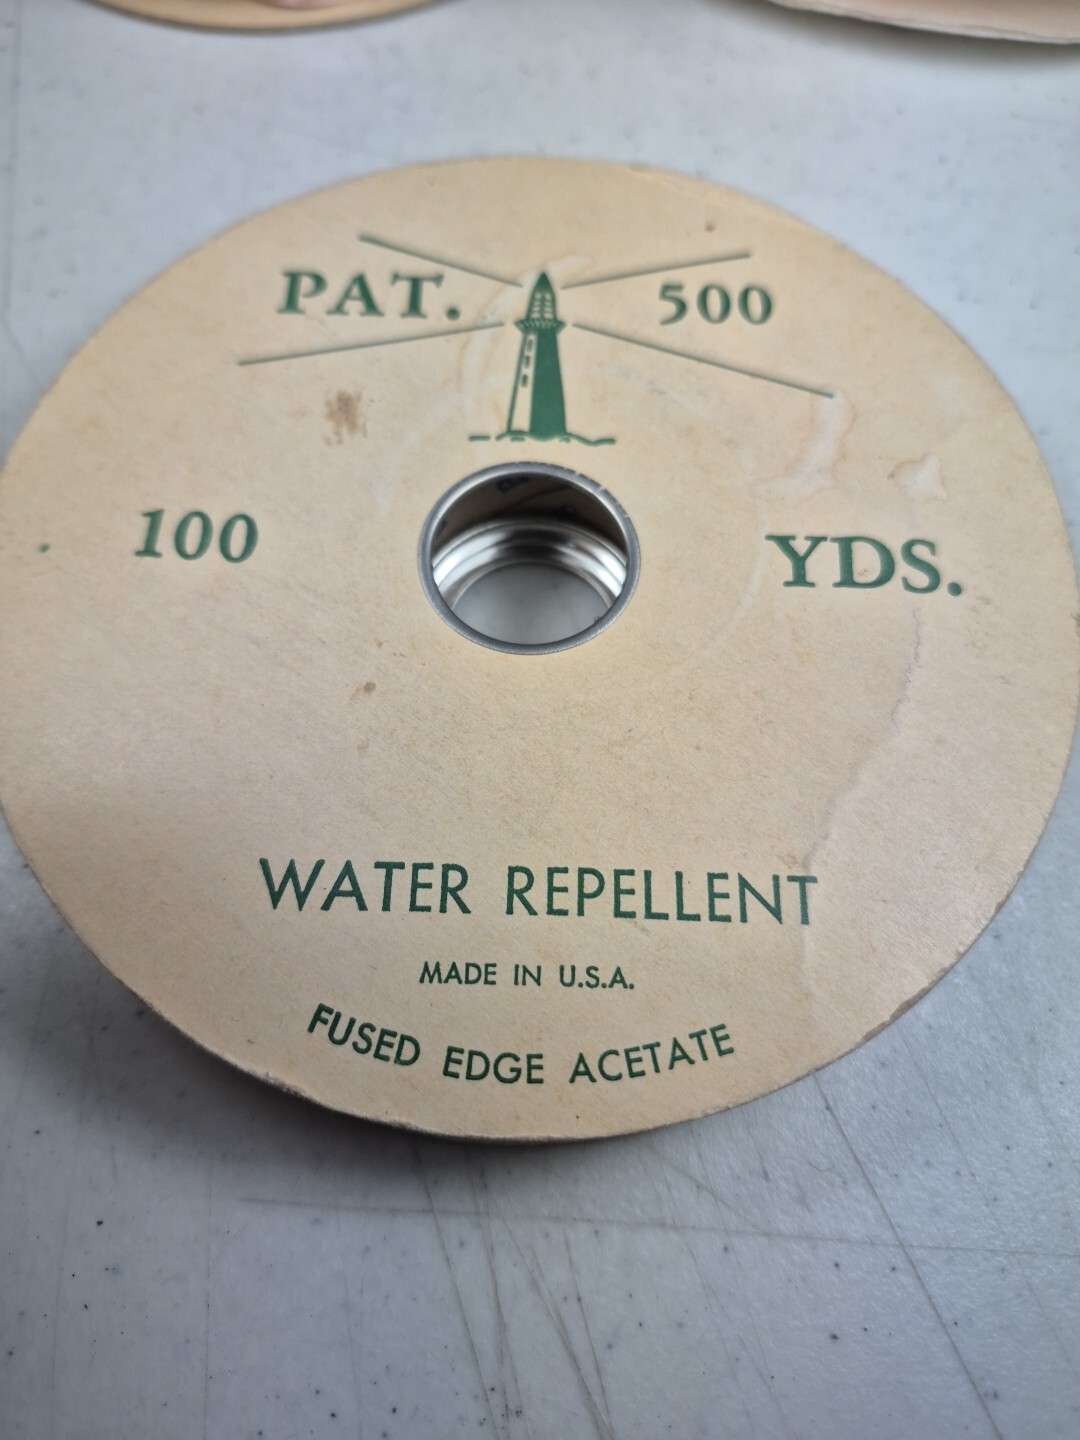 PAT. 500
100 YDS.
WATER REPELLENT
MADE IN U.S.A.
FUSED EDGE ACETATE